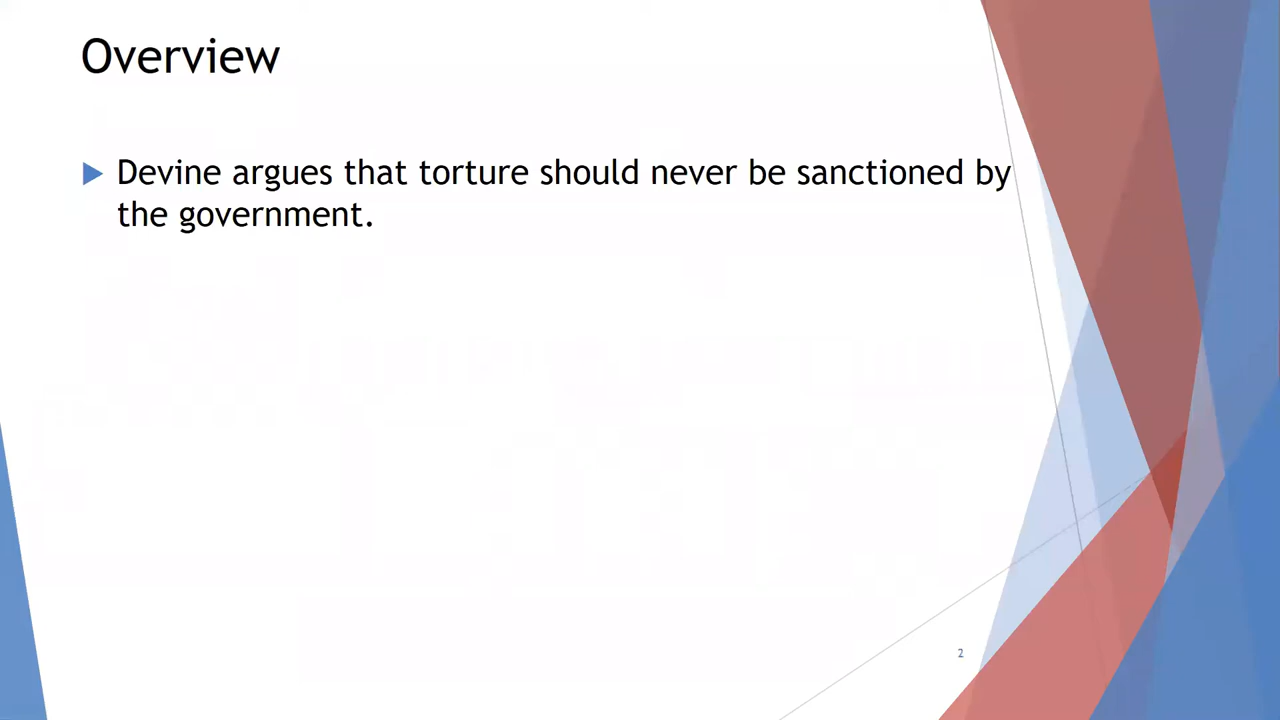 Overview
Devine argues that torture should never be sanctioned by
the government.
2